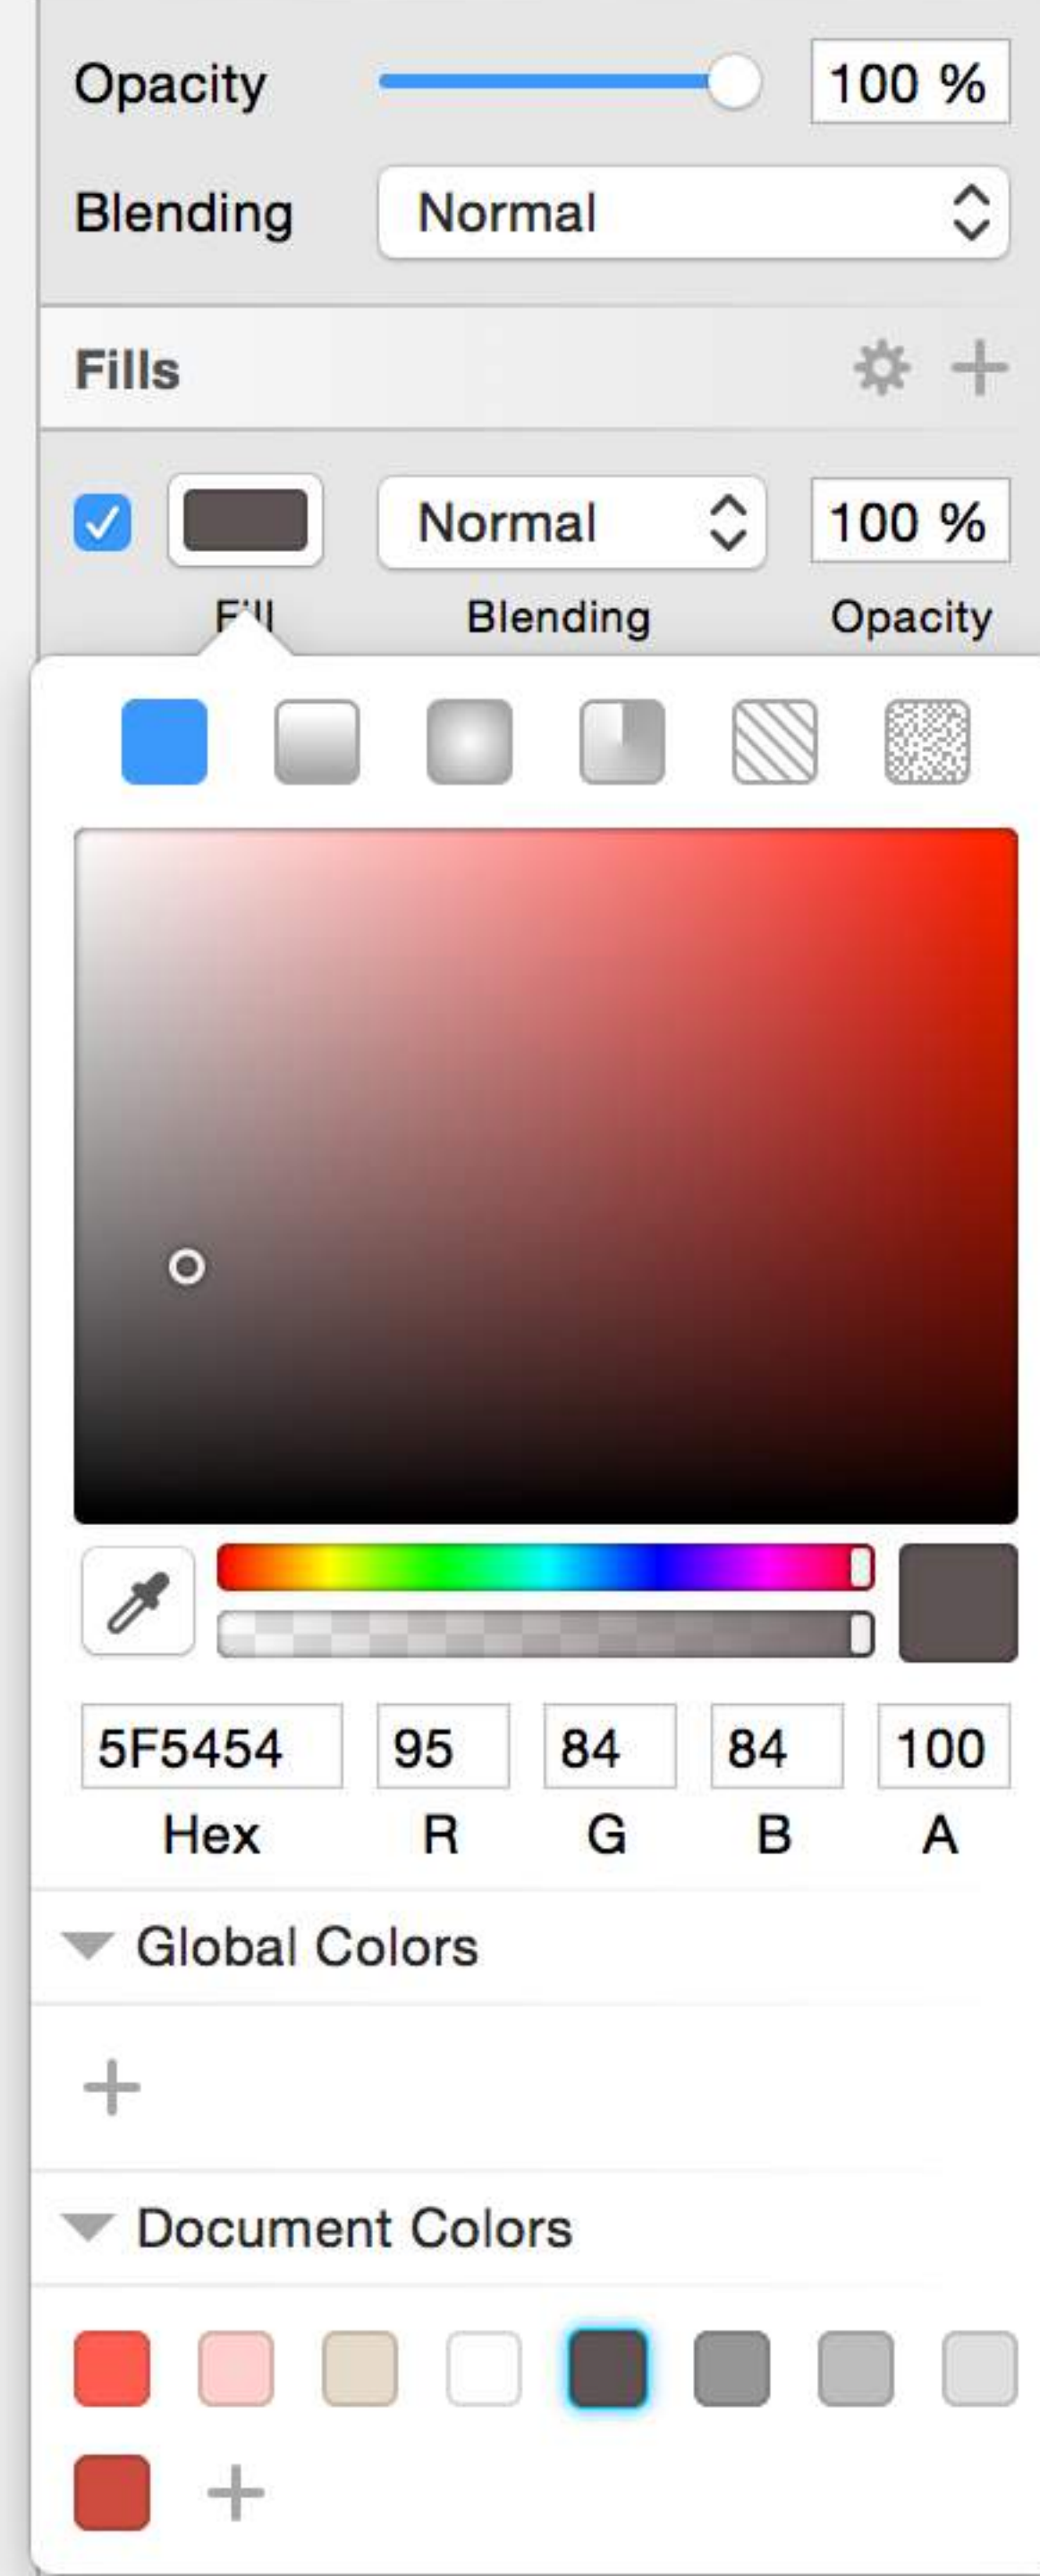 Opacity 100 %
Blending Normal
Fills
Normal 100 %
Fill Blending Opacity
5F5454 95 84 84 100
Hex R G B A
Global Colors
Document Colors